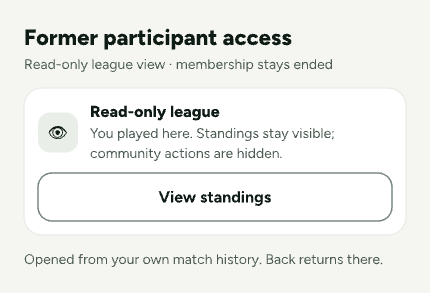 Former participant access
Read-only league view · membership stays ended
Read-only league
You played here. Standings stay visible;
community actions are hidden.
View standings
Opened from your own match history. Back returns there.